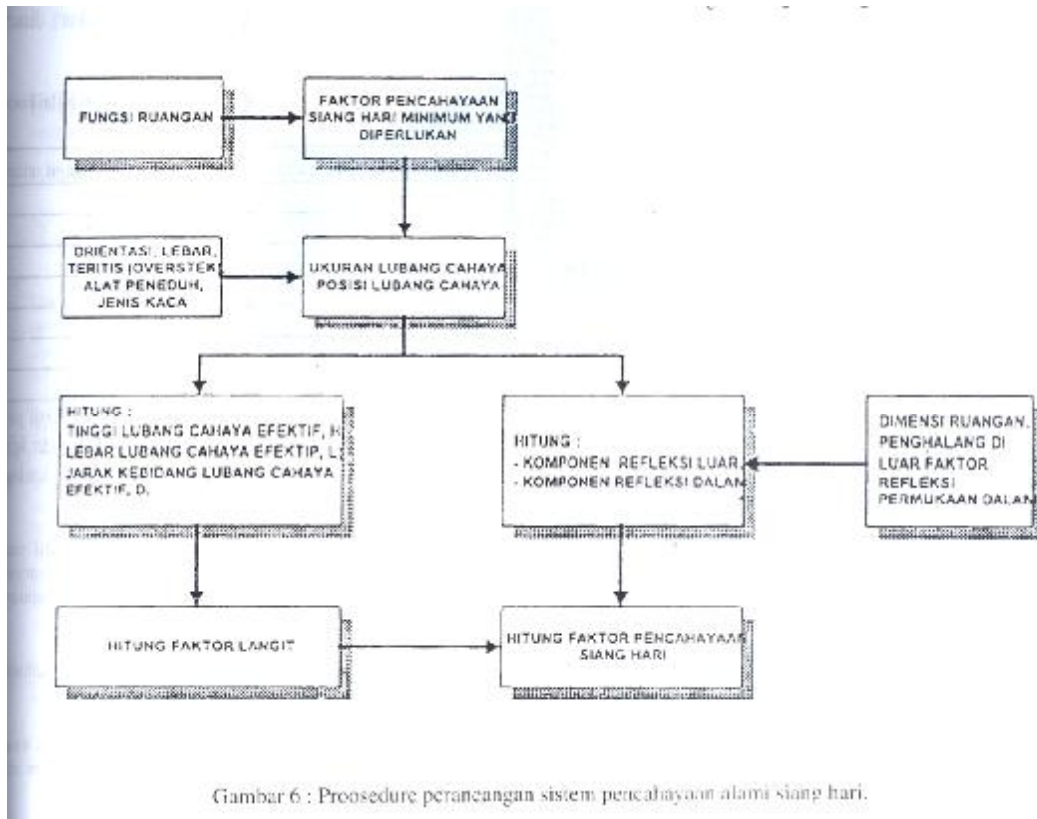 FUNGSI RUANGAN
FAKTOR PENCAHAYAAN
SIANG HARI MINIMUM YANG
DIPERLUKAN
ORIENTASI, LEBAR,
TERITIS (OVERSTEK
ALAT PENEDUH,
JENIS KACA
UKURAN LUBANG CAHAYA
POSISI LUBANG CAHAYA
HITUNG :
TINGGI LUBANG CAHAYA EFEKTIF, H
LEBAR LUBANG CAHAYA EFEKTIP, L
JARAK KEBIDANG LUBANG CAHAYA
EFEKTIF, D.
HITUNG :
- KOMPONEN REFLEKSI LUAR
- KOMPONEN REFLEKSI DALAM
DIMENSI RUANGAN.
PENGHALANG DI
LUAR FAKTOR
REFLEKSI
PERMUKAAN DALAM
HITUNG FAKTOR LANGIT
HITUNG FAKTOR PENCAHAYAAN
SIANG HARI
Gambar 6 : Proosedure perancangan sistem pencahayaan alami siang hari.